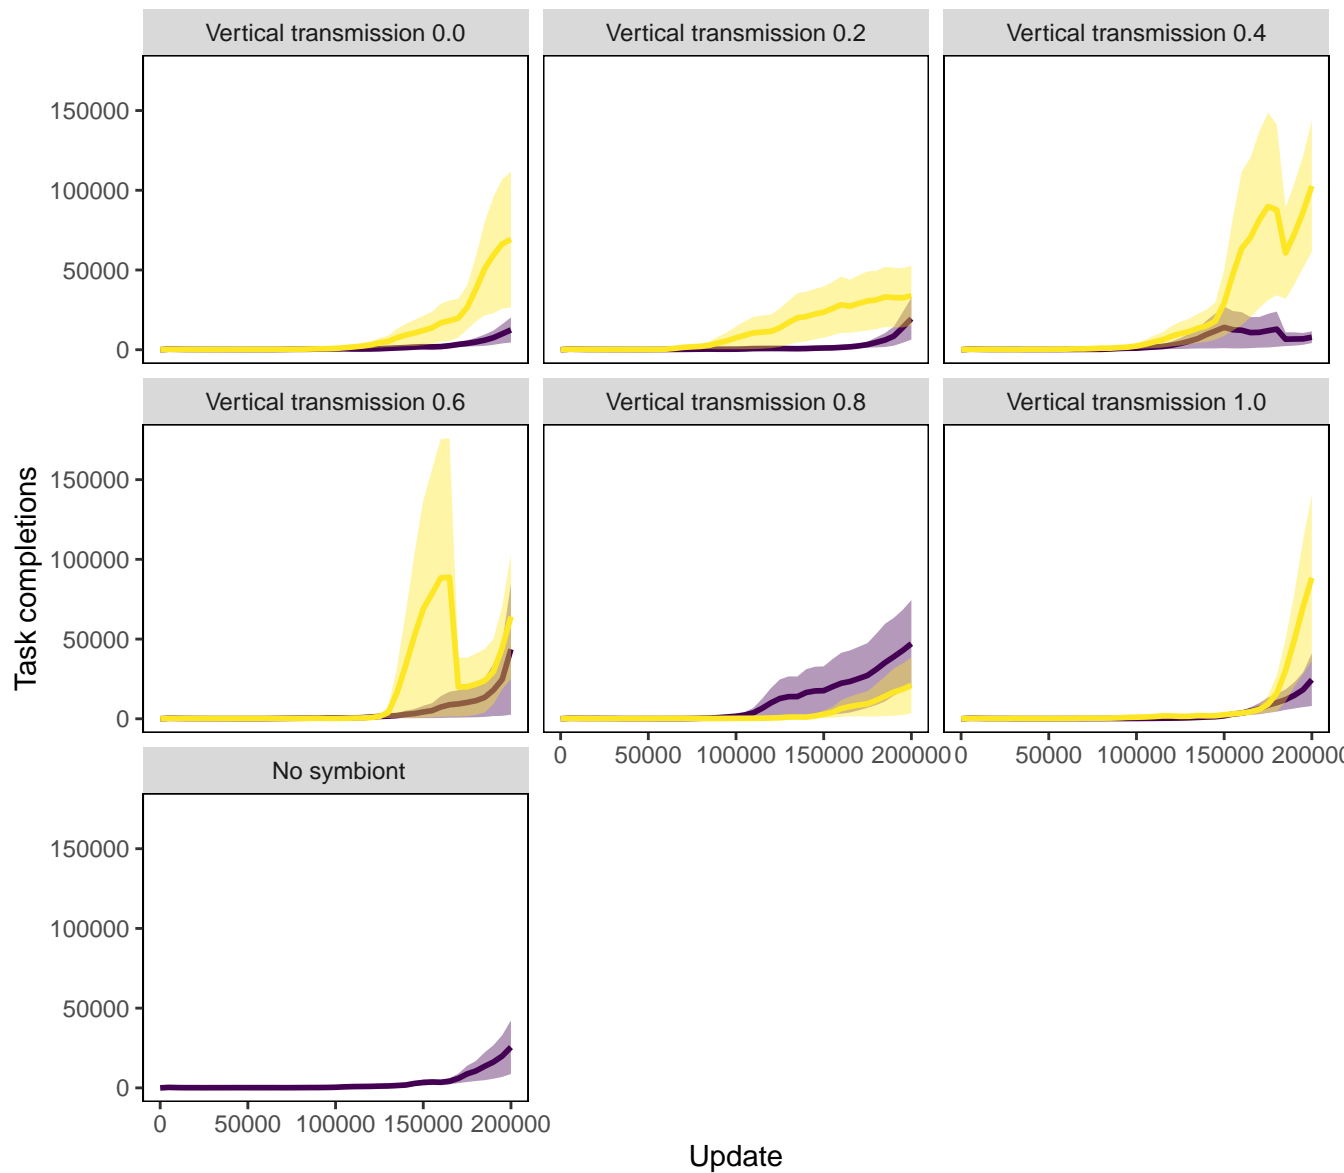 Vertical transmission 0.0
Vertical transmission 0.2
Vertical transmission 0.4
150000
100000
50000
0
Vertical transmission 0.6
Vertical transmission 0.8
Vertical transmission 1.0
150000
100000
50000
0
0 50000 100000 150000 200000
0 50000 100000 150000 200000
No symbiont
150000
100000
50000
0
0 50000 100000 150000 200000
Task completions
Update